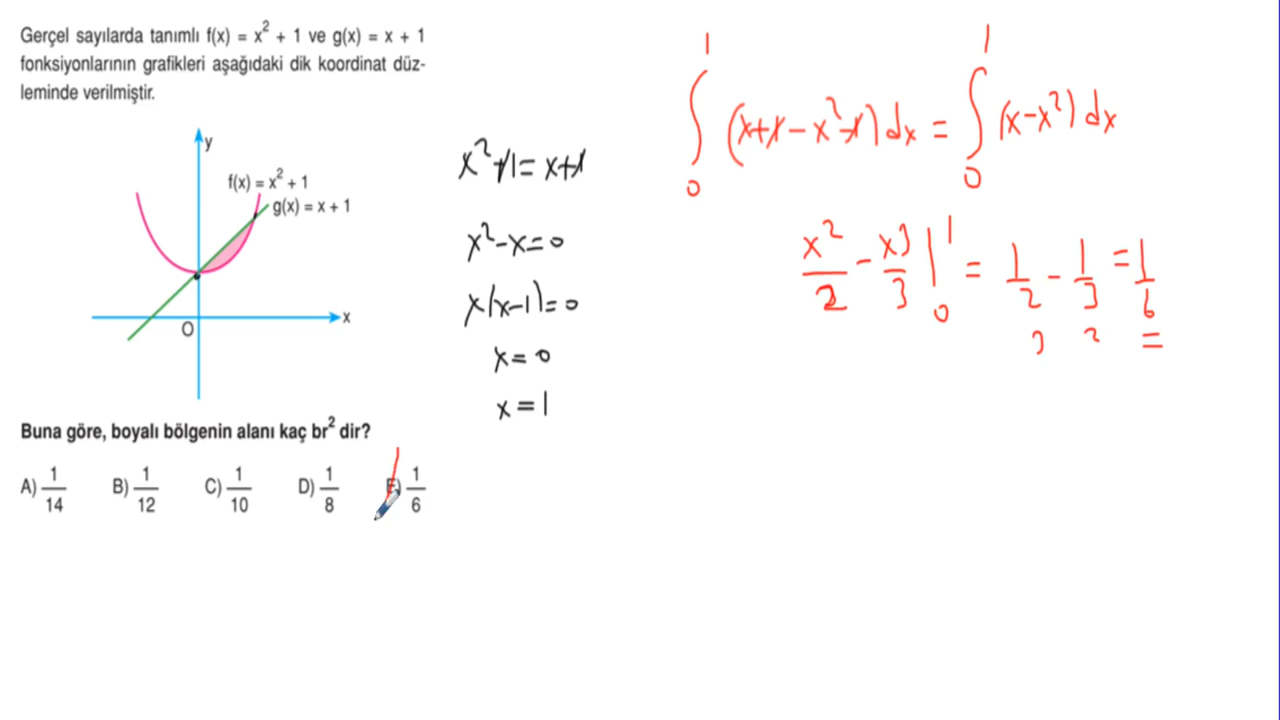 Gerçel sayılarda tanımlı f(x) = x² + 1 ve g(x) = x + 1
fonksiyonlarının grafikleri aşağıdaki dik koordinat düz-
leminde verilmiştir.
y
f(x) = x² + 1
g(x) = x + 1
x
O
Buna göre, boyalı bölgenin alanı kaç br² dir?
A) 1/14 B) 1/12 C) 1/10 D) 1/8 E) 1/6
x²+1=x+1
x²-x=0
x(x-1)=0
x=0
x=1
∫₀¹ (x+1-x²-1)dx = ∫₀¹ (x-x²)dx
x²/2 - x³/3 |₀¹ = 1/2 - 1/3 = 1/6
3 2 =